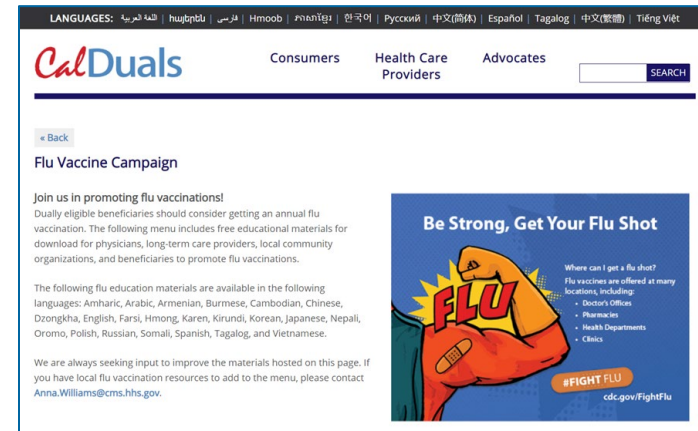 LANGUAGES: اللغة العربية | հայերեն | فارسی | Hmoob | ភាសាខ្មែរ | 한국어 | Русский | 中文(简体) | Español | Tagalog | 中文(繁體) | Tiếng Việt
CalDuals
Consumers
Health Care Providers
Advocates
SEARCH
« Back
Flu Vaccine Campaign
Join us in promoting flu vaccinations!
Dually eligible beneficiaries should consider getting an annual flu
vaccination. The following menu includes free educational materials for
download for physicians, long-term care providers, local community
organizations, and beneficiaries to promote flu vaccinations.
The following flu education materials are available in the following
languages: Amharic, Arabic, Armenian, Burmese, Cambodian, Chinese,
Dzongkha, English, Farsi, Hmong, Karen, Kirundi, Korean, Japanese, Nepali,
Oromo, Polish, Russian, Somali, Spanish, Tagalog, and Vietnamese.
We are always seeking input to improve the materials hosted on this page. If
you have local flu vaccination resources to add to the menu, please contact
Anna.Williams@cms.hhs.gov.
Be Strong, Get Your Flu Shot
FLU
Where can I get a flu shot?
Flu vaccines are offered at many
locations, including:
• Doctor's Offices
• Pharmacies
• Health Departments
• Clinics
#FIGHT FLU
cdc.gov/FightFlu